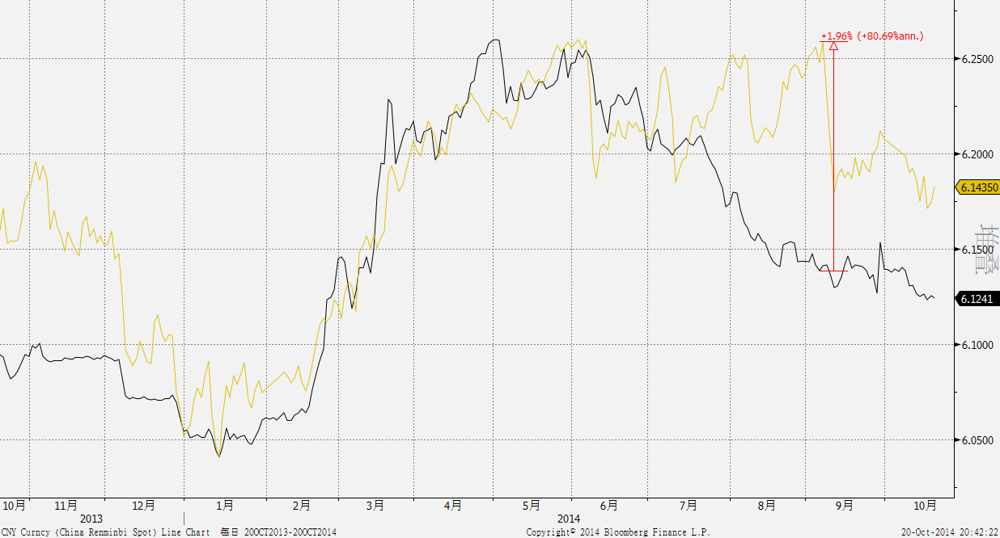 +1.96% (+80.69%ann.)
6.2500
6.2000
6.14350
6.1500
6.1241
6.1000
6.0500
10月 11月 12月 1月 2月 3月 4月 5月 6月 7月 8月 9月 10月
2013 2014
CNY Curncy (China Renminbi Spot) Line Chart 每日 20OCT2013-20OCT2014 Copyright© 2014 Bloomberg Finance L.P. 20-Oct-2014 20:42:22